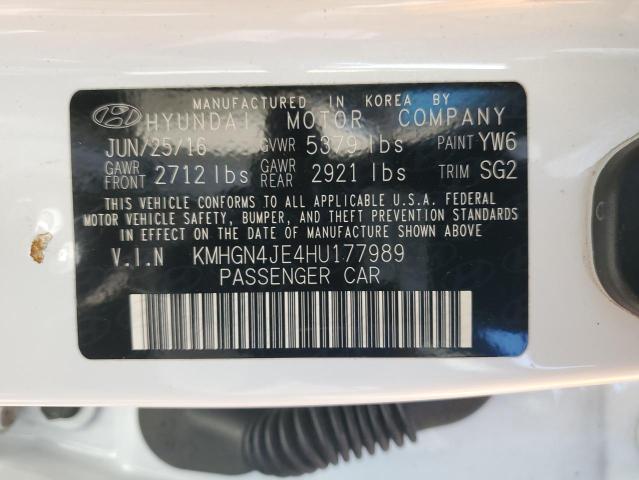 MANUFACTURED IN KOREA BY
HYUNDAI MOTOR COMPANY
JUN/25/16 GVWR 5379 lbs PAINT YW6
GAWR FRONT 2712 lbs GAWR REAR 2921 lbs TRIM SG2
THIS VEHICLE CONFORMS TO ALL APPLICABLE U.S.A. FEDERAL
MOTOR VEHICLE SAFETY, BUMPER, AND THEFT PREVENTION STANDARDS
IN EFFECT ON THE DATE OF MANUFACTURE SHOWN ABOVE
V.I.N KMHGN4JE4HU177989
PASSENGER CAR